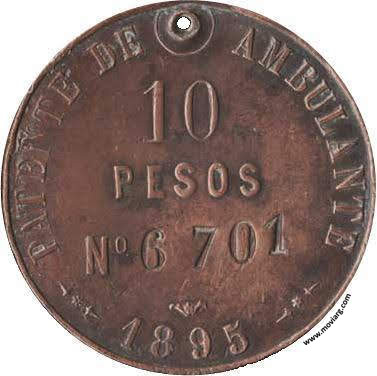 PATENTE DE AMBULANTE
10
PESOS
Nº 6 701
1895
www.moviarg.com